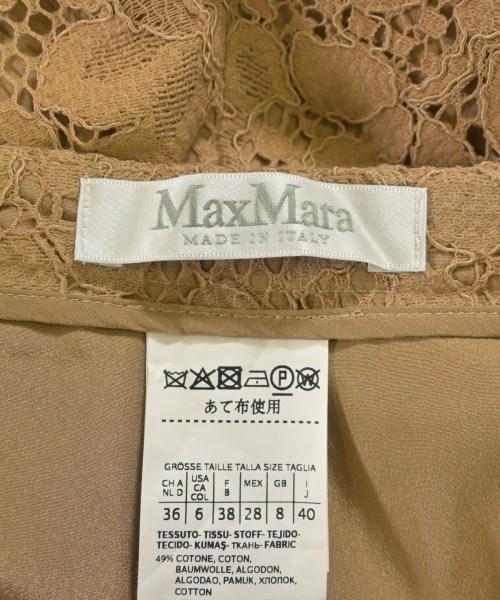 MaxMara
MADE IN ITALY
P W
あて布使用
GRÖSSE TAILLE TALLA SIZE TAGLIA
CH A NL D USA CA COL F B MEX GB I J
36 6 38 28 8 40
TESSUTO- TISSU- STOFF- TEJIDO-
TECIDO- KUMAŞ- ТКАНЬ- FABRIC
49% COTONE, COTON,
BAUMWOLLE, ALGODON,
ALGODAO, PAMUK, ХЛОПОК,
COTTON